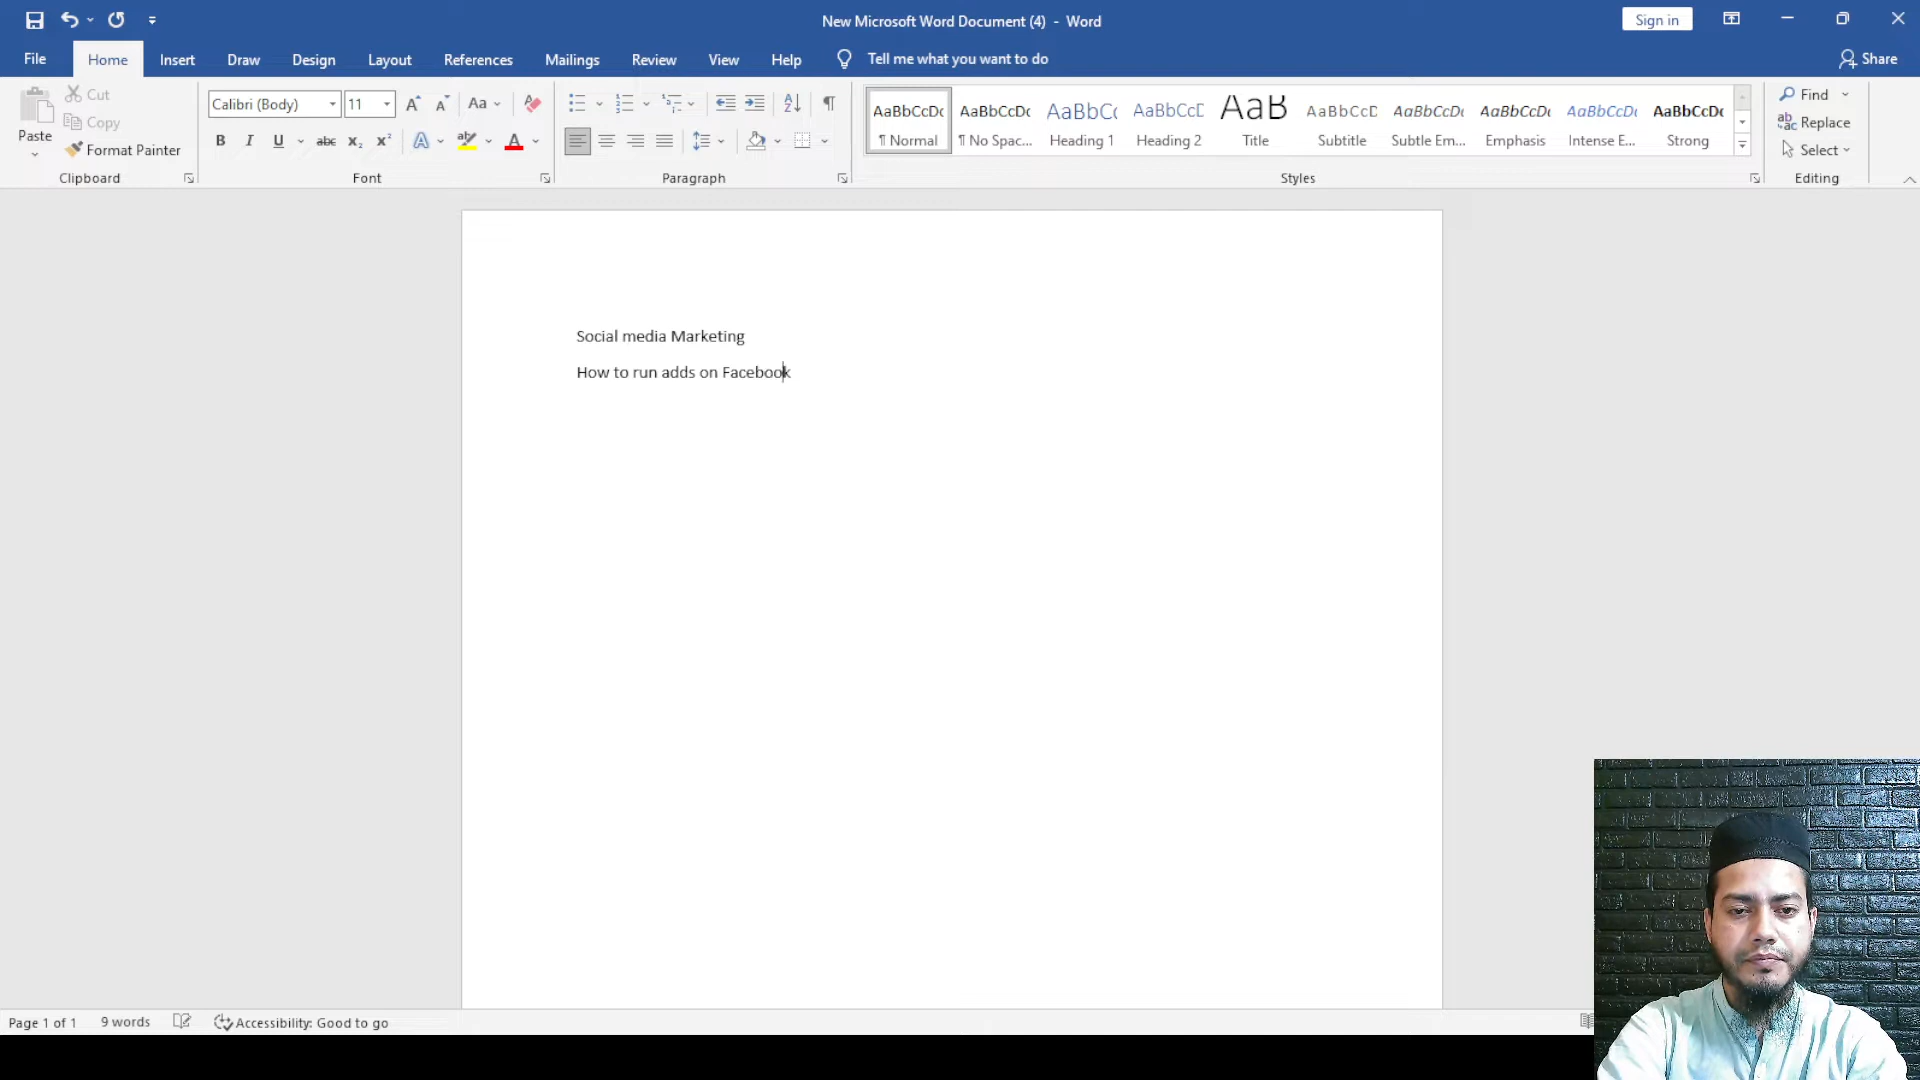 New Microsoft Word Document (4) - Word
Sign in
File Home Insert Draw Design Layout References Mailings Review View Help Tell me what you want to do Share
Paste
Cut
Copy
Format Painter
Clipboard
Calibri (Body) 11
Font
Paragraph
AaBbCcDc AaBbCcDc AaBbCc AaBbCcD AaB AaBbCcD AaBbCcDc AaBbCcDc AaBbCcDc AaBbCcDc
¶ Normal ¶ No Spac... Heading 1 Heading 2 Title Subtitle Subtle Em... Emphasis Intense E... Strong
Styles
Find
Replace
Select
Editing
Social media Marketing
How to run adds on Facebook
Page 1 of 1 9 words Accessibility: Good to go